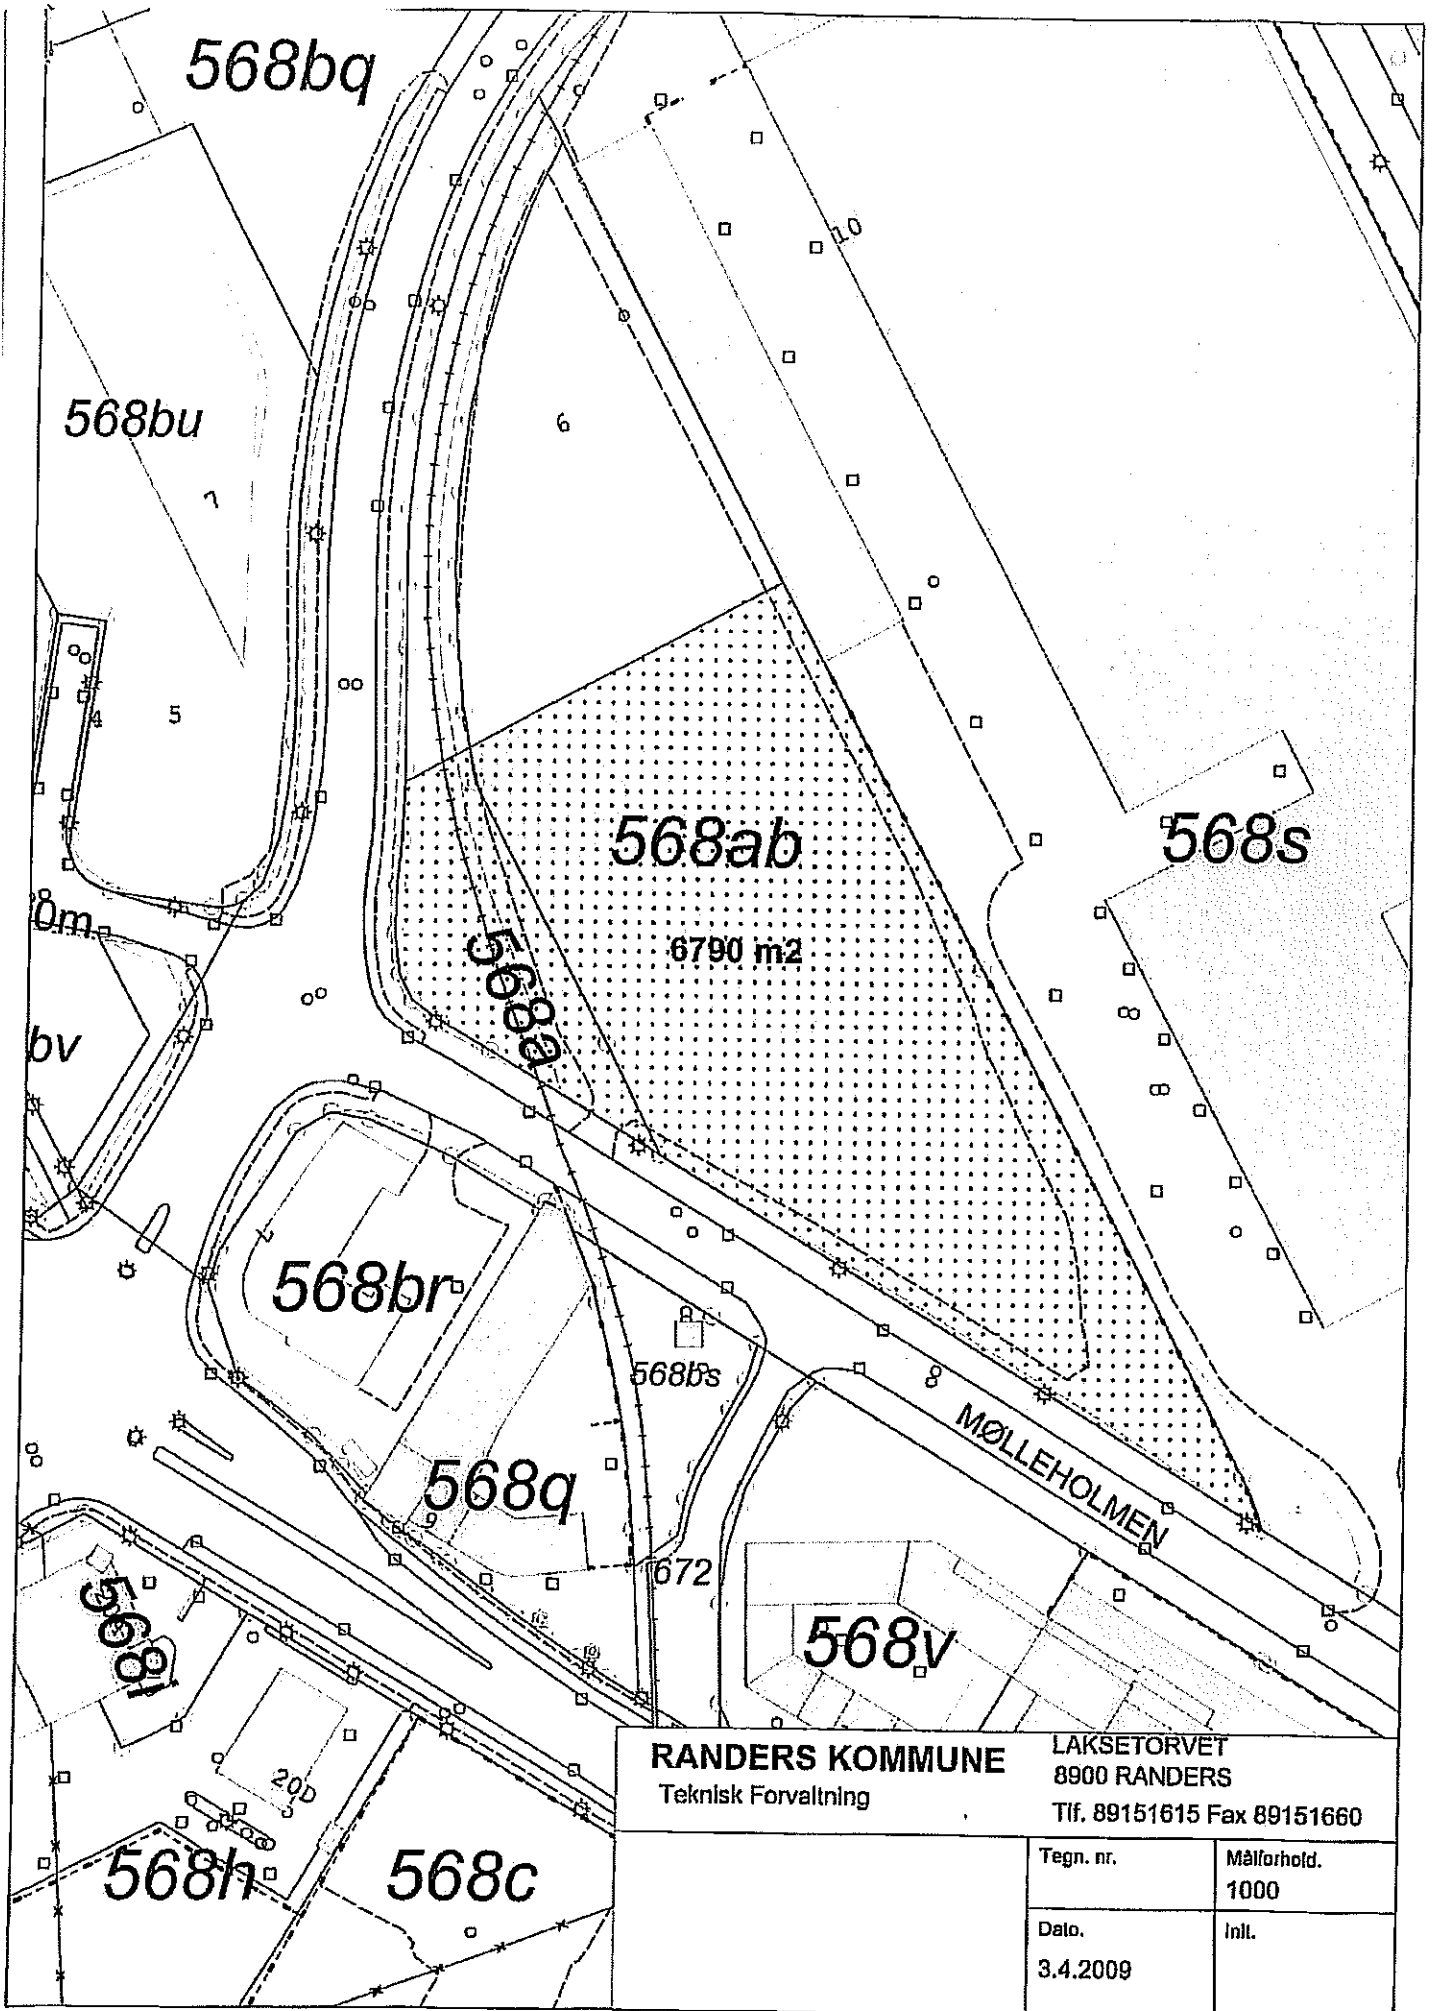 568bq
10
6
568bu
7
5
4
568ab
568s
6790 m2
568a
bv
568br
568bs
MØLLEHOLMEN
568q
9
672
568v
20D
568h
568c
RANDERS KOMMUNE
Teknisk Forvaltning
LAKSETORVET
8900 RANDERS
Tlf. 89151615 Fax 89151660
Tegn. nr.
Målforhold.
1000
Dato.
3.4.2009
Init.